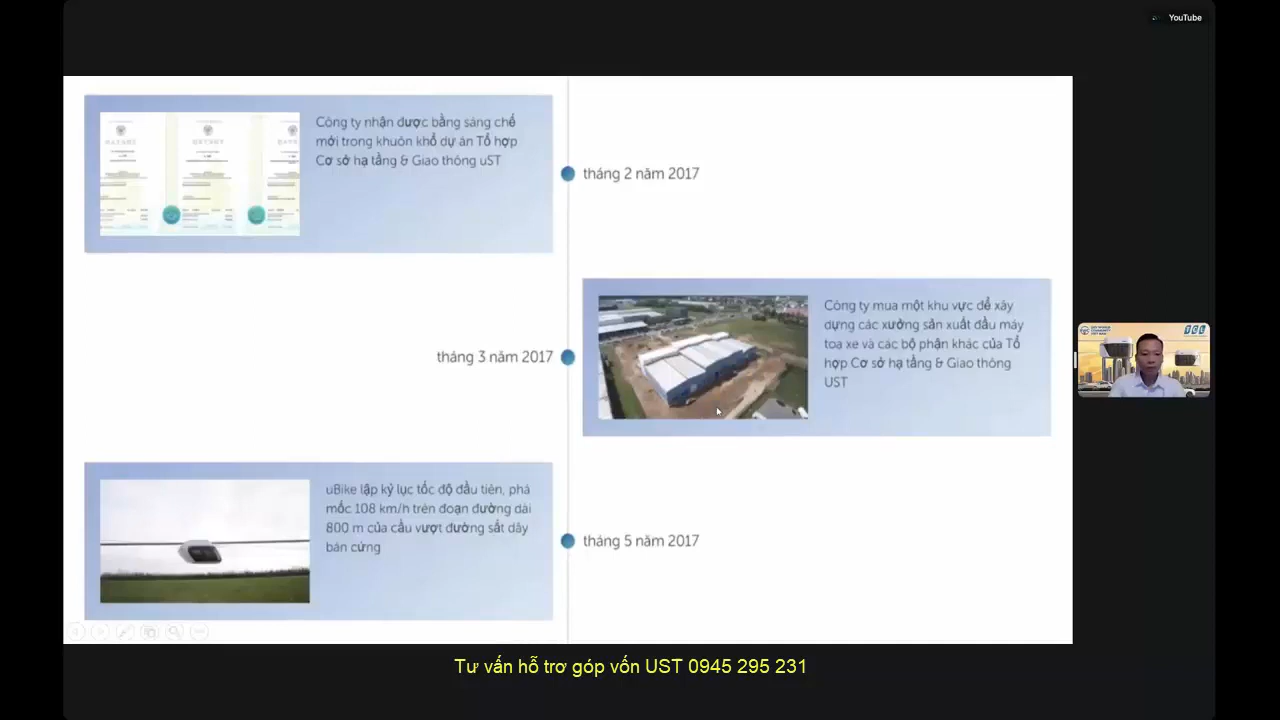 YouTube
Công ty nhận được bằng sáng chế
mới trong khuôn khổ dự án Tổ hợp
Cơ sở hạ tầng & Giao thông uST
tháng 2 năm 2017
Công ty mua một khu vực để xây
dựng các xưởng sản xuất đầu máy
toạ xe và các bộ phận khác của Tổ
hợp Cơ sở hạ tầng & Giao thông
UST
tháng 3 năm 2017
uBike lập kỷ lục tốc độ đầu tiên, phá
mốc 108 km/h trên đoạn đường dài
800 m của cầu vượt đường sắt dây
bán cứng
tháng 5 năm 2017
Tư vấn hỗ trơ góp vốn UST 0945 295 231